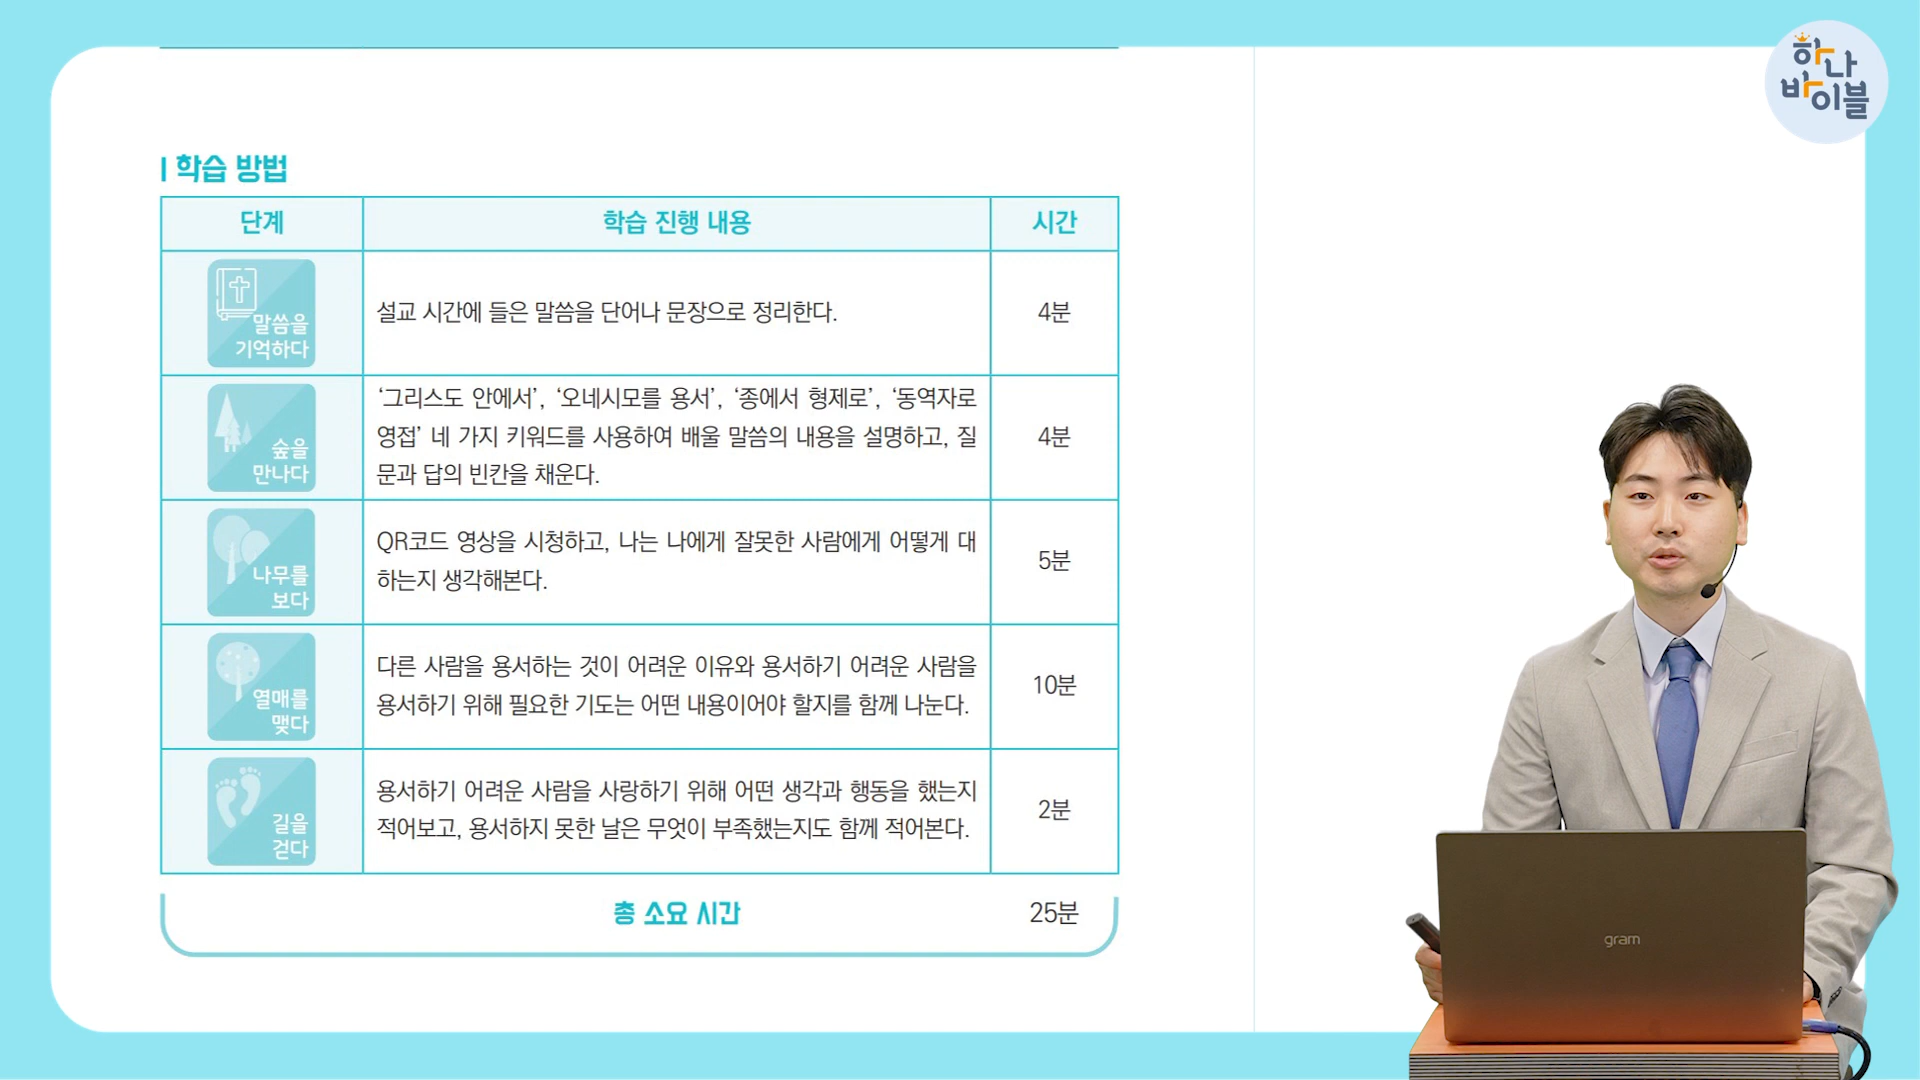 하나
바이블
학습 방법
단계
학습 진행 내용
시간
말씀을
기억하다
설교 시간에 들은 말씀을 단어나 문장으로 정리한다.
4분
숲을
만나다
‘그리스도 안에서’, ‘오네시모를 용서’, ‘종에서 형제로’, ‘동역자로
영접’ 네 가지 키워드를 사용하여 배울 말씀의 내용을 설명하고, 질
문과 답의 빈칸을 채운다.
4분
나무를
보다
QR코드 영상을 시청하고, 나는 나에게 잘못한 사람에게 어떻게 대
하는지 생각해본다.
5분
열매를
맺다
다른 사람을 용서하는 것이 어려운 이유와 용서하기 어려운 사람을
용서하기 위해 필요한 기도는 어떤 내용이어야 할지를 함께 나눈다.
10분
길을
걷다
용서하기 어려운 사람을 사랑하기 위해 어떤 생각과 행동을 했는지
적어보고, 용서하지 못한 날은 무엇이 부족했는지도 함께 적어본다.
2분
총 소요 시간
25분
gram